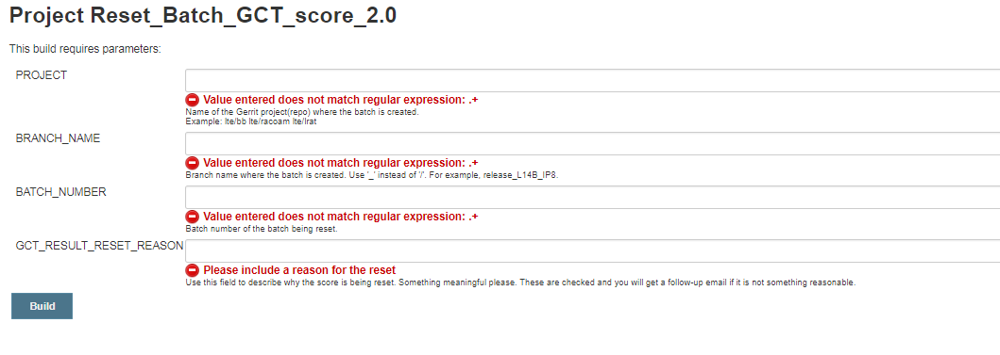 Project Reset_Batch_GCT_score_2.0
This build requires parameters:
PROJECT
Value entered does not match regular expression: .+
Name of the Gerrit project(repo) where the batch is created.
Example: lte/bb lte/racoam lte/lrat
BRANCH_NAME
Value entered does not match regular expression: .+
Branch name where the batch is created. Use '_' instead of '/'. For example, release_L14B_IP8.
BATCH_NUMBER
Value entered does not match regular expression: .+
Batch number of the batch being reset.
GCT_RESULT_RESET_REASON
Please include a reason for the reset
Use this field to describe why the score is being reset. Something meaningful please. These are checked and you will get a follow-up email if it is not something reasonable.
Build